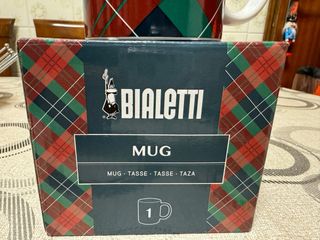 BIALETTI
MUG
MUG - TASSE - TASSE - TAZA
1